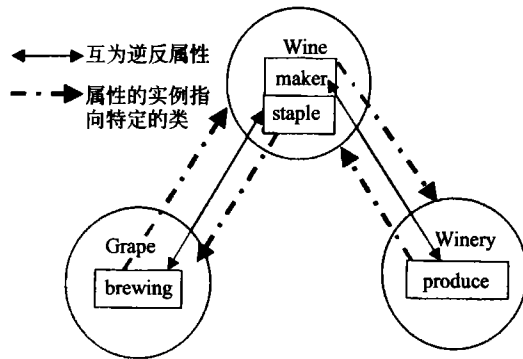 互为逆反属性
属性的实例指
向特定的类
Wine
maker
staple
Grape
brewing
Winery
produce